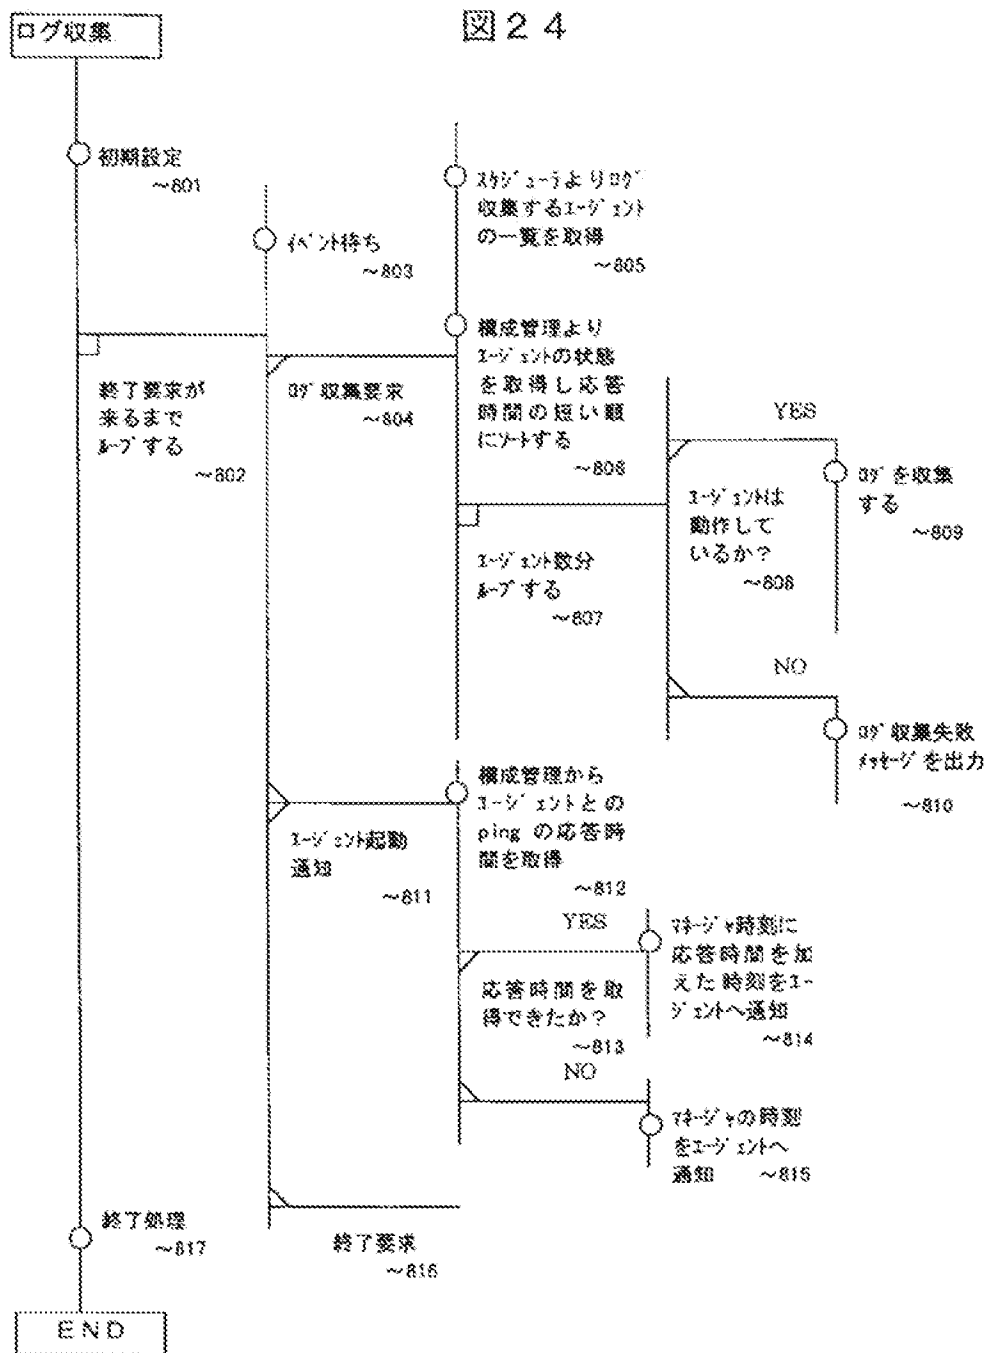 図24
ログ収集
初期設定
～801
イベント待ち
～803
終了要求が
来るまで
ループする
～802
スケジューラよりログ
収集するエージェント
の一覧を取得
～805
ログ収集要求
～804
構成管理より
エージェントの状態
を取得し応答
時間の短い順
にソートする
～806
エージェント数分
ループする
～807
YES
エージェントNは
動作して
いるか?
～808
ログを収集
する
～809
NO
ログ収集失敗
メッセージを出力
～810
エージェント起動
通知
～811
構成管理から
エージェントとの
pingの応答時
間を取得
～812
YES
応答時間を取
得できたか?
～813
マネージャ時刻に
応答時間を加
えた時刻をエー
ジェントへ通知
～814
NO
マネージャの時刻
をエージェントへ
通知 ～815
終了要求
～816
終了処理
～817
END